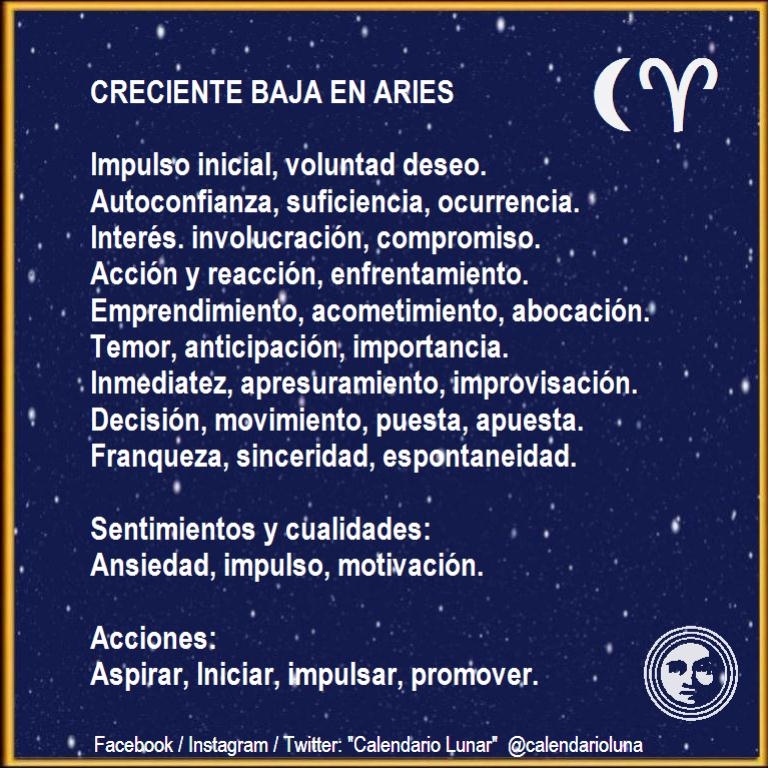 CRECIENTE BAJA EN ARIES
Impulso inicial, voluntad deseo.
Autoconfianza, suficiencia, ocurrencia.
Interés. involucración, compromiso.
Acción y reacción, enfrentamiento.
Emprendimiento, acometimiento, abocación.
Temor, anticipación, importancia.
Inmediatez, apresuramiento, improvisación.
Decisión, movimiento, puesta, apuesta.
Franqueza, sinceridad, espontaneidad.
Sentimientos y cualidades:
Ansiedad, impulso, motivación.
Acciones:
Aspirar, Iniciar, impulsar, promover.
Facebook / Instagram / Twitter: "Calendario Lunar" @calendarioluna